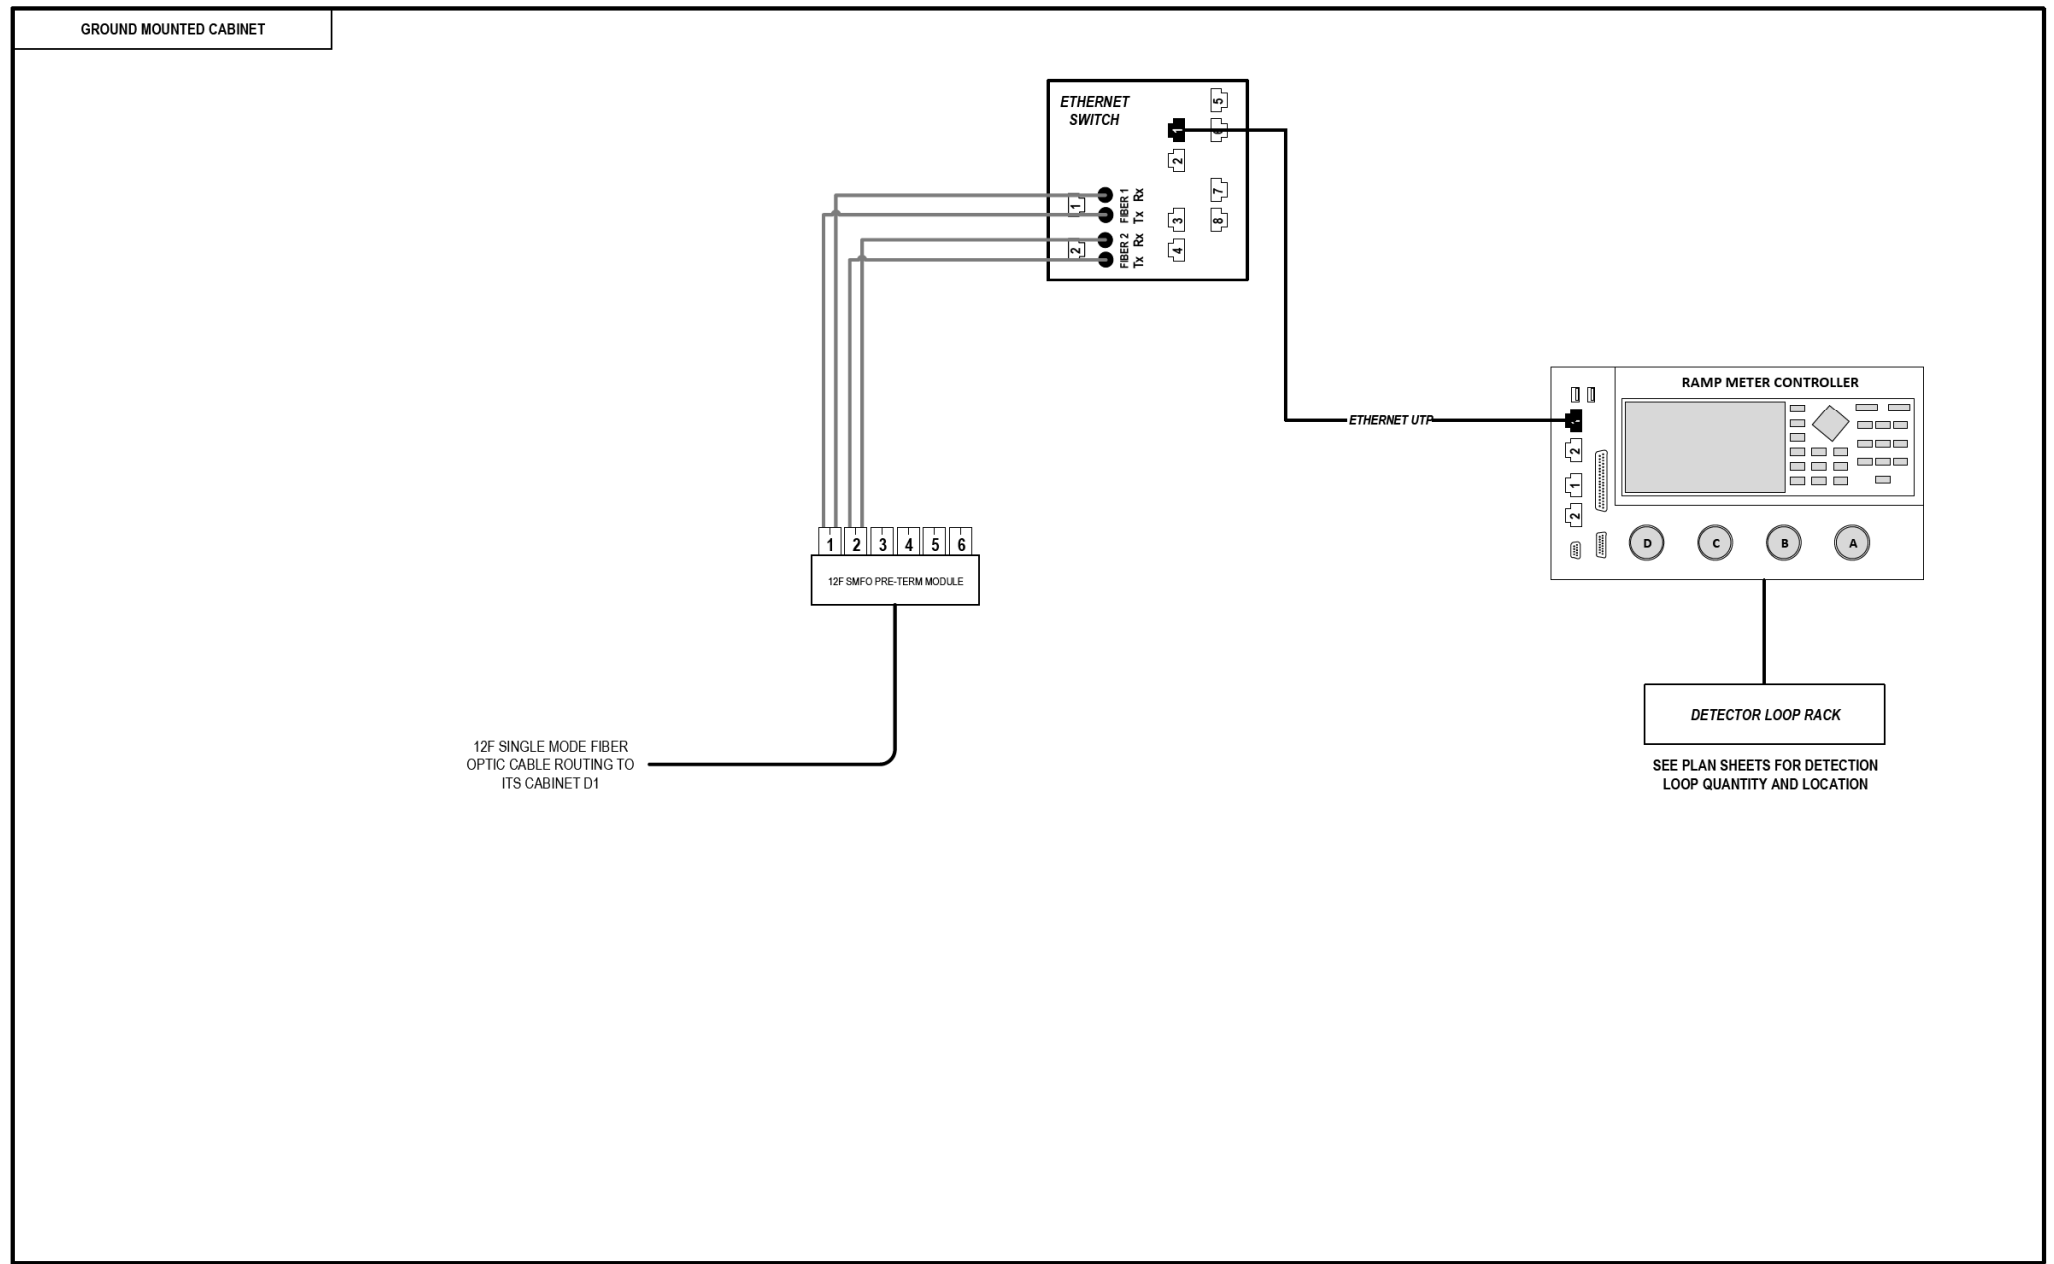 GROUND MOUNTED CABINET
ETHERNET
SWITCH
5
1
6
2
7
1
FIBER 1
Rx
Tx
3
8
2
FIBER 2
Rx
Tx
4
RAMP METER CONTROLLER
ETHERNET UTP
1
2
1
2
D
C
B
A
1
2
3
4
5
6
12F SMFO PRE-TERM MODULE
DETECTOR LOOP RACK
12F SINGLE MODE FIBER
OPTIC CABLE ROUTING TO
ITS CABINET D1
SEE PLAN SHEETS FOR DETECTION
LOOP QUANTITY AND LOCATION